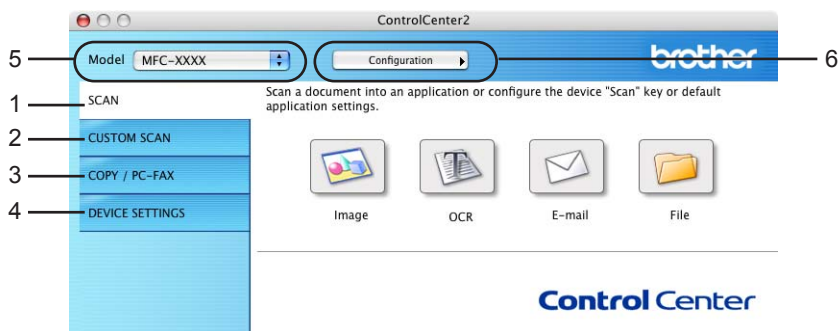 ControlCenter2
5 Model MFC-XXXX Configuration brother 6
1 SCAN
Scan a document into an application or configure the device "Scan" key or default
application settings.
2 CUSTOM SCAN
3 COPY / PC-FAX
4 DEVICE SETTINGS
Image OCR E-mail File
Control Center